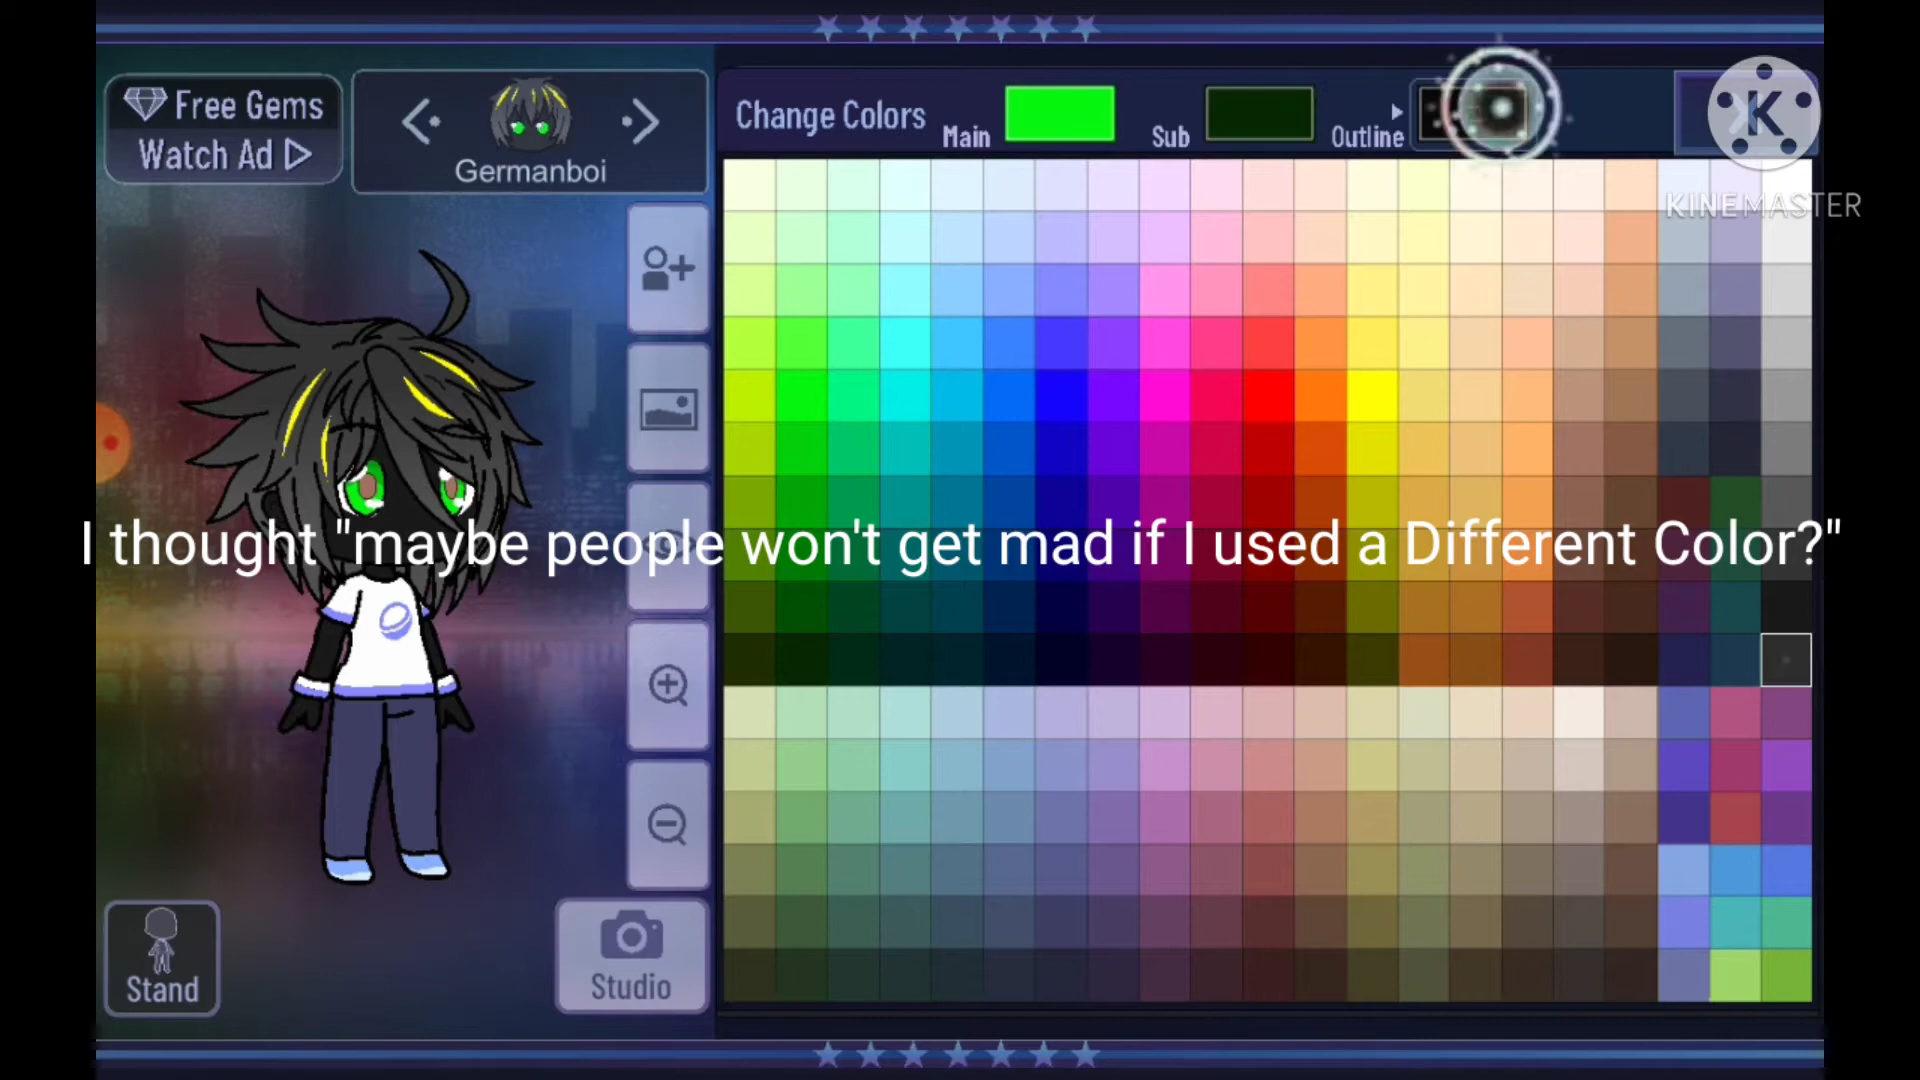 Free Gems
Watch Ad
Germanboi
Change Colors
Main
Sub
Outline
K
KINEMASTER
I thought "maybe people won't get mad if I used a Different Color?"
Stand
Studio